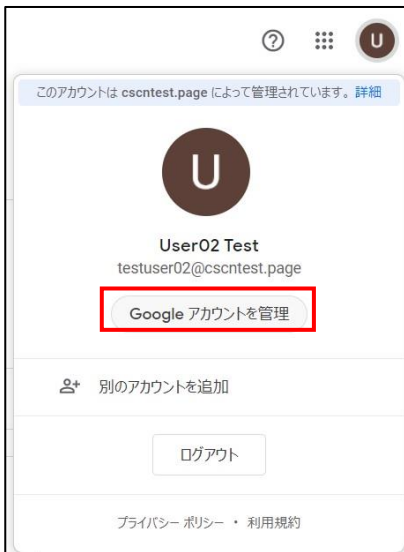 U
このアカウントは cscntest.page によって管理されています。詳細
U
User02 Test
testuser02@cscntest.page
Google アカウントを管理
別のアカウントを追加
ログアウト
プライバシー ポリシー ・ 利用規約